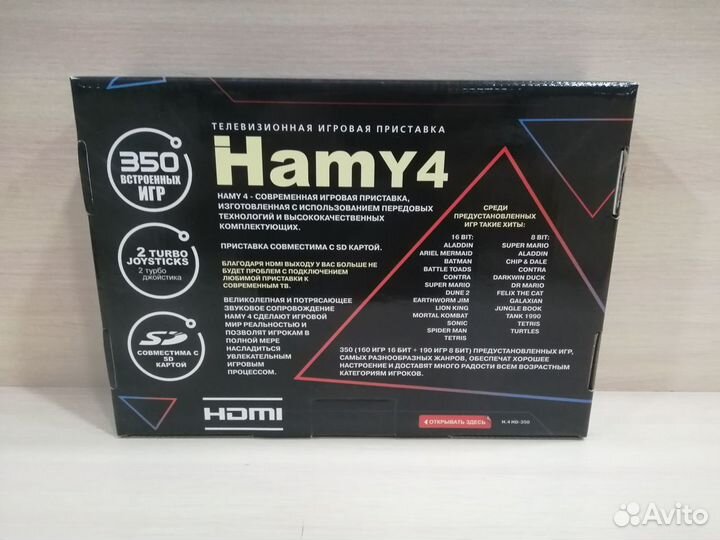 ТЕЛЕВИЗИОННАЯ ИГРОВАЯ ПРИСТАВКА
HamY4
350
ВСТРОЕННЫХ
ИГР
2 TURBO
JOYSTICKS
2 турбо
джойстика
SD
СОВМЕСТИМА С
SD
КАРТОЙ
HAMY 4 - СОВРЕМЕННАЯ ИГРОВАЯ ПРИСТАВКА,
ИЗГОТОВЛЕННАЯ С ИСПОЛЬЗОВАНИЕМ ПЕРЕДОВЫХ
ТЕХНОЛОГИЙ И ВЫСОКОКАЧЕСТВЕННЫХ
КОМПЛЕКТУЮЩИХ.
ПРИСТАВКА СОВМЕСТИМА С SD КАРТОЙ.
БЛАГОДАРЯ HDMI ВЫХОДУ У ВАС БОЛЬШЕ НЕ
БУДЕТ ПРОБЛЕМ С ПОДКЛЮЧЕНИЕМ
ЛЮБИМОЙ ПРИСТАВКИ К
СОВРЕМЕННЫМ ТВ.
ВЕЛИКОЛЕПНАЯ И ПОТРЯСАЮЩЕЕ
ЗВУКОВОЕ СОПРОВОЖДЕНИЕ
HAMY 4 СДЕЛАЮТ ИГРОВОЙ
МИР РЕАЛЬНОСТЬЮ И
ПОЗВОЛЯТ ИГРОКАМ В
ПОЛНОЙ МЕРЕ
НАСЛАДИТЬСЯ
УВЛЕКАТЕЛЬНЫМ
ИГРОВЫМ
ПРОЦЕССОМ.
СРЕДИ
ПРЕДУСТАНОВЛЕННЫХ
ИГР ТАКИЕ ХИТЫ:
16 BIT:
ALADDIN
ARIEL MERMAID
BATMAN
BATTLE TOADS
CONTRA
SUPER MARIO
DUNE 2
EARTHWORM JIM
LION KING
MORTAL KOMBAT
SONIC
SPIDER MAN
TETRIS
8 BIT:
SUPER MARIO
ALADDIN
CHIP & DALE
CONTRA
DARKWIN DUCK
DR MARIO
FELIX THE CAT
GALAXIAN
JUNGLE BOOK
TANK 1990
TETRIS
TURTLES
350 (160 ИГР 16 БИТ + 190 ИГР 8 БИТ) ПРЕДУСТАНОВЛЕННЫХ ИГР,
САМЫХ РАЗНООБРАЗНЫХ ЖАНРОВ, ОБЕСПЕЧАТ ХОРОШЕЕ
НАСТРОЕНИЕ И ДОСТАВЯТ МНОГО РАДОСТИ ВСЕМ ВОЗРАСТНЫМ
КАТЕГОРИЯМ ИГРОКОВ.
HDMI
ОТКРЫВАТЬ ЗДЕСЬ
H.4 HD-350
Avito